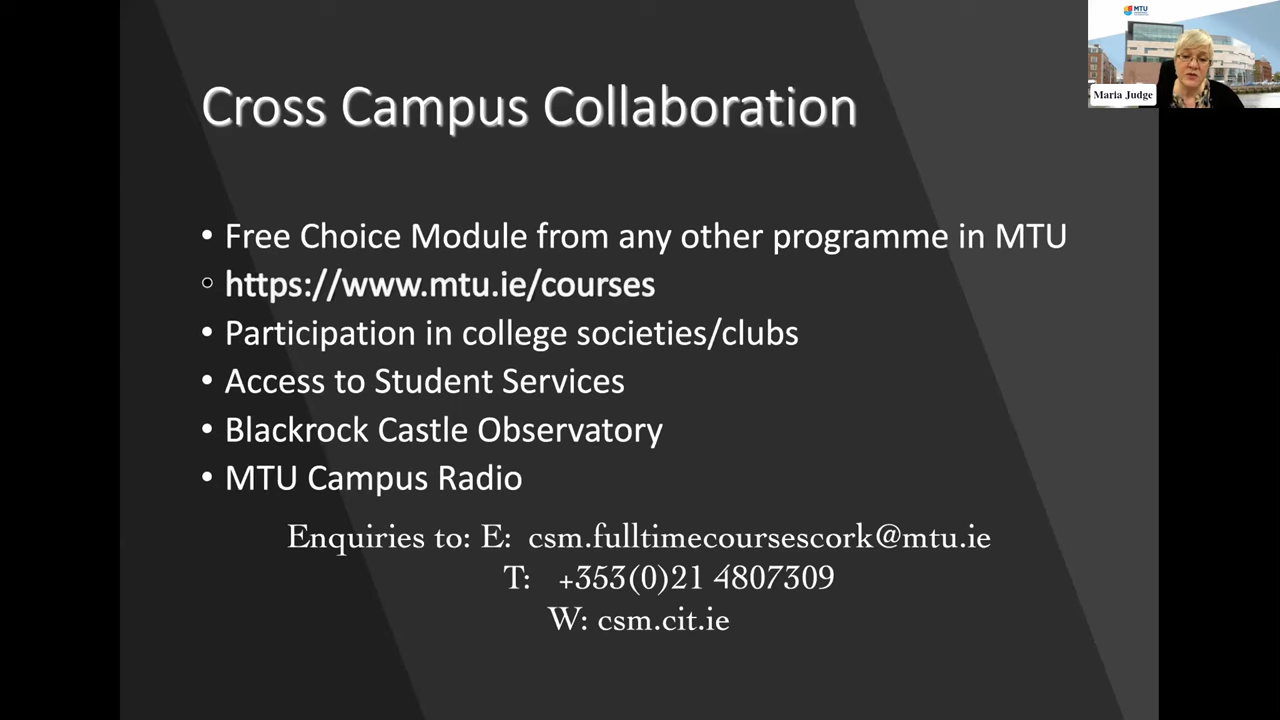 MTU
Maria Judge
Cross Campus Collaboration
• Free Choice Module from any other programme in MTU
○ https://www.mtu.ie/courses
• Participation in college societies/clubs
• Access to Student Services
• Blackrock Castle Observatory
• MTU Campus Radio
Enquiries to: E: csm.fulltimecoursescork@mtu.ie
T: +353(0)21 4807309
W: csm.cit.ie